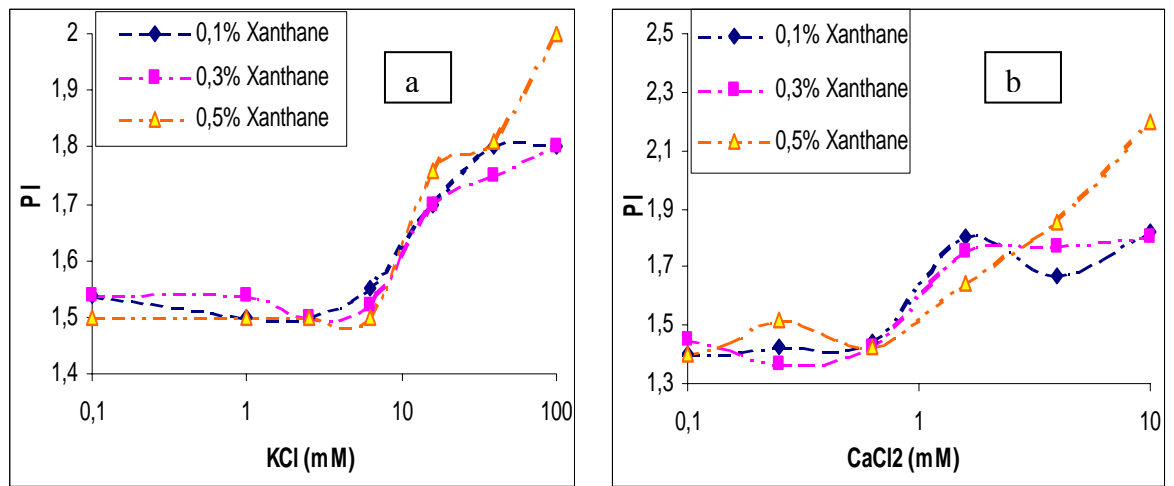 0,1% Xanthane
0,3% Xanthane
0,5% Xanthane
a
2
1,9
1,8
1,7
1,6
1,5
1,4
PI
0,1
1
10
100
KCl (mM)
0,1% Xanthane
0,3% Xanthane
0,5% Xanthane
b
2,5
2,3
2,1
1,9
1,7
1,5
1,3
PI
0,1
1
10
CaCl2 (mM)